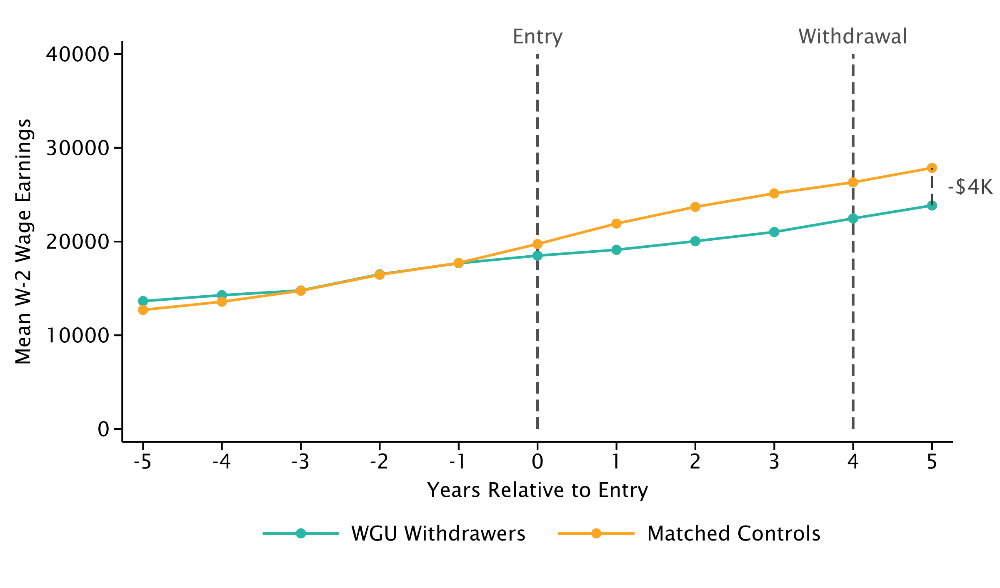 Entry
Withdrawal
40000
30000
20000
10000
0
Mean W-2 Wage Earnings
-$4K
-5 -4 -3 -2 -1 0 1 2 3 4 5
Years Relative to Entry
WGU Withdrawers Matched Controls